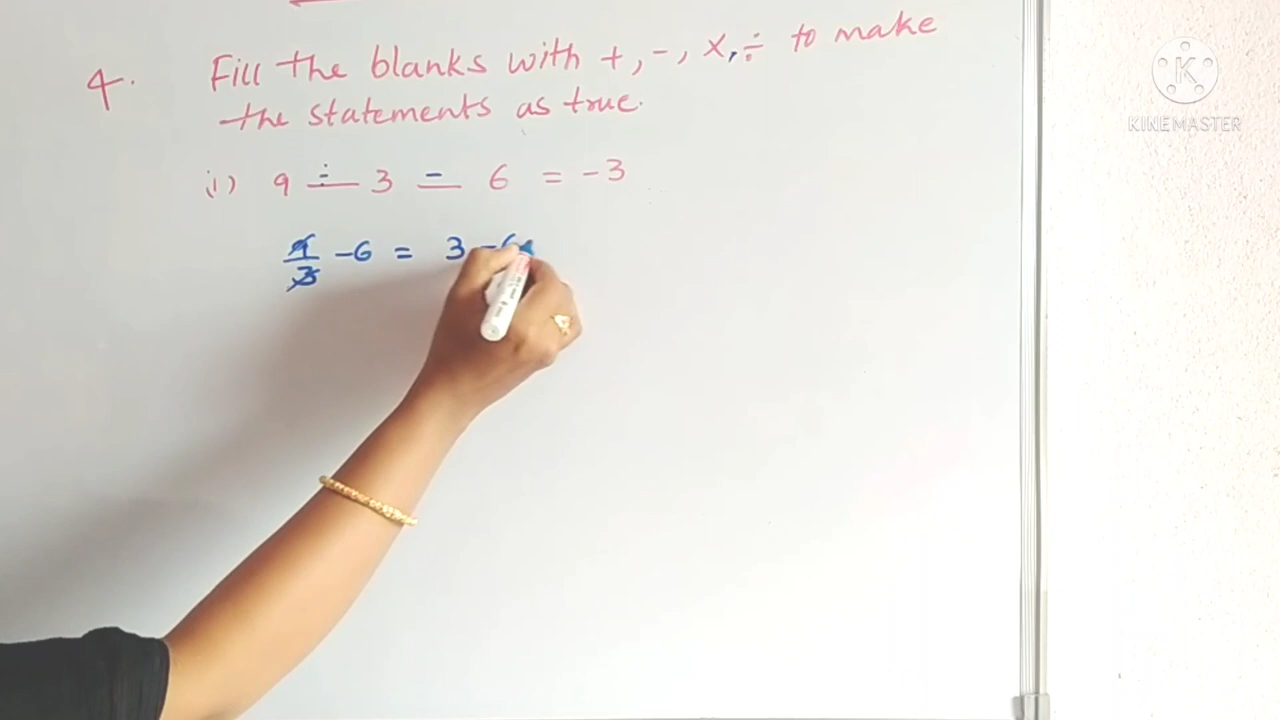 4. Fill the blanks with +, -, x, ÷ to make
the statements as true.
(i) 9 ÷ 3 - 6 = -3
9/3 - 6 = 3 - 6
K
KINEMASTER